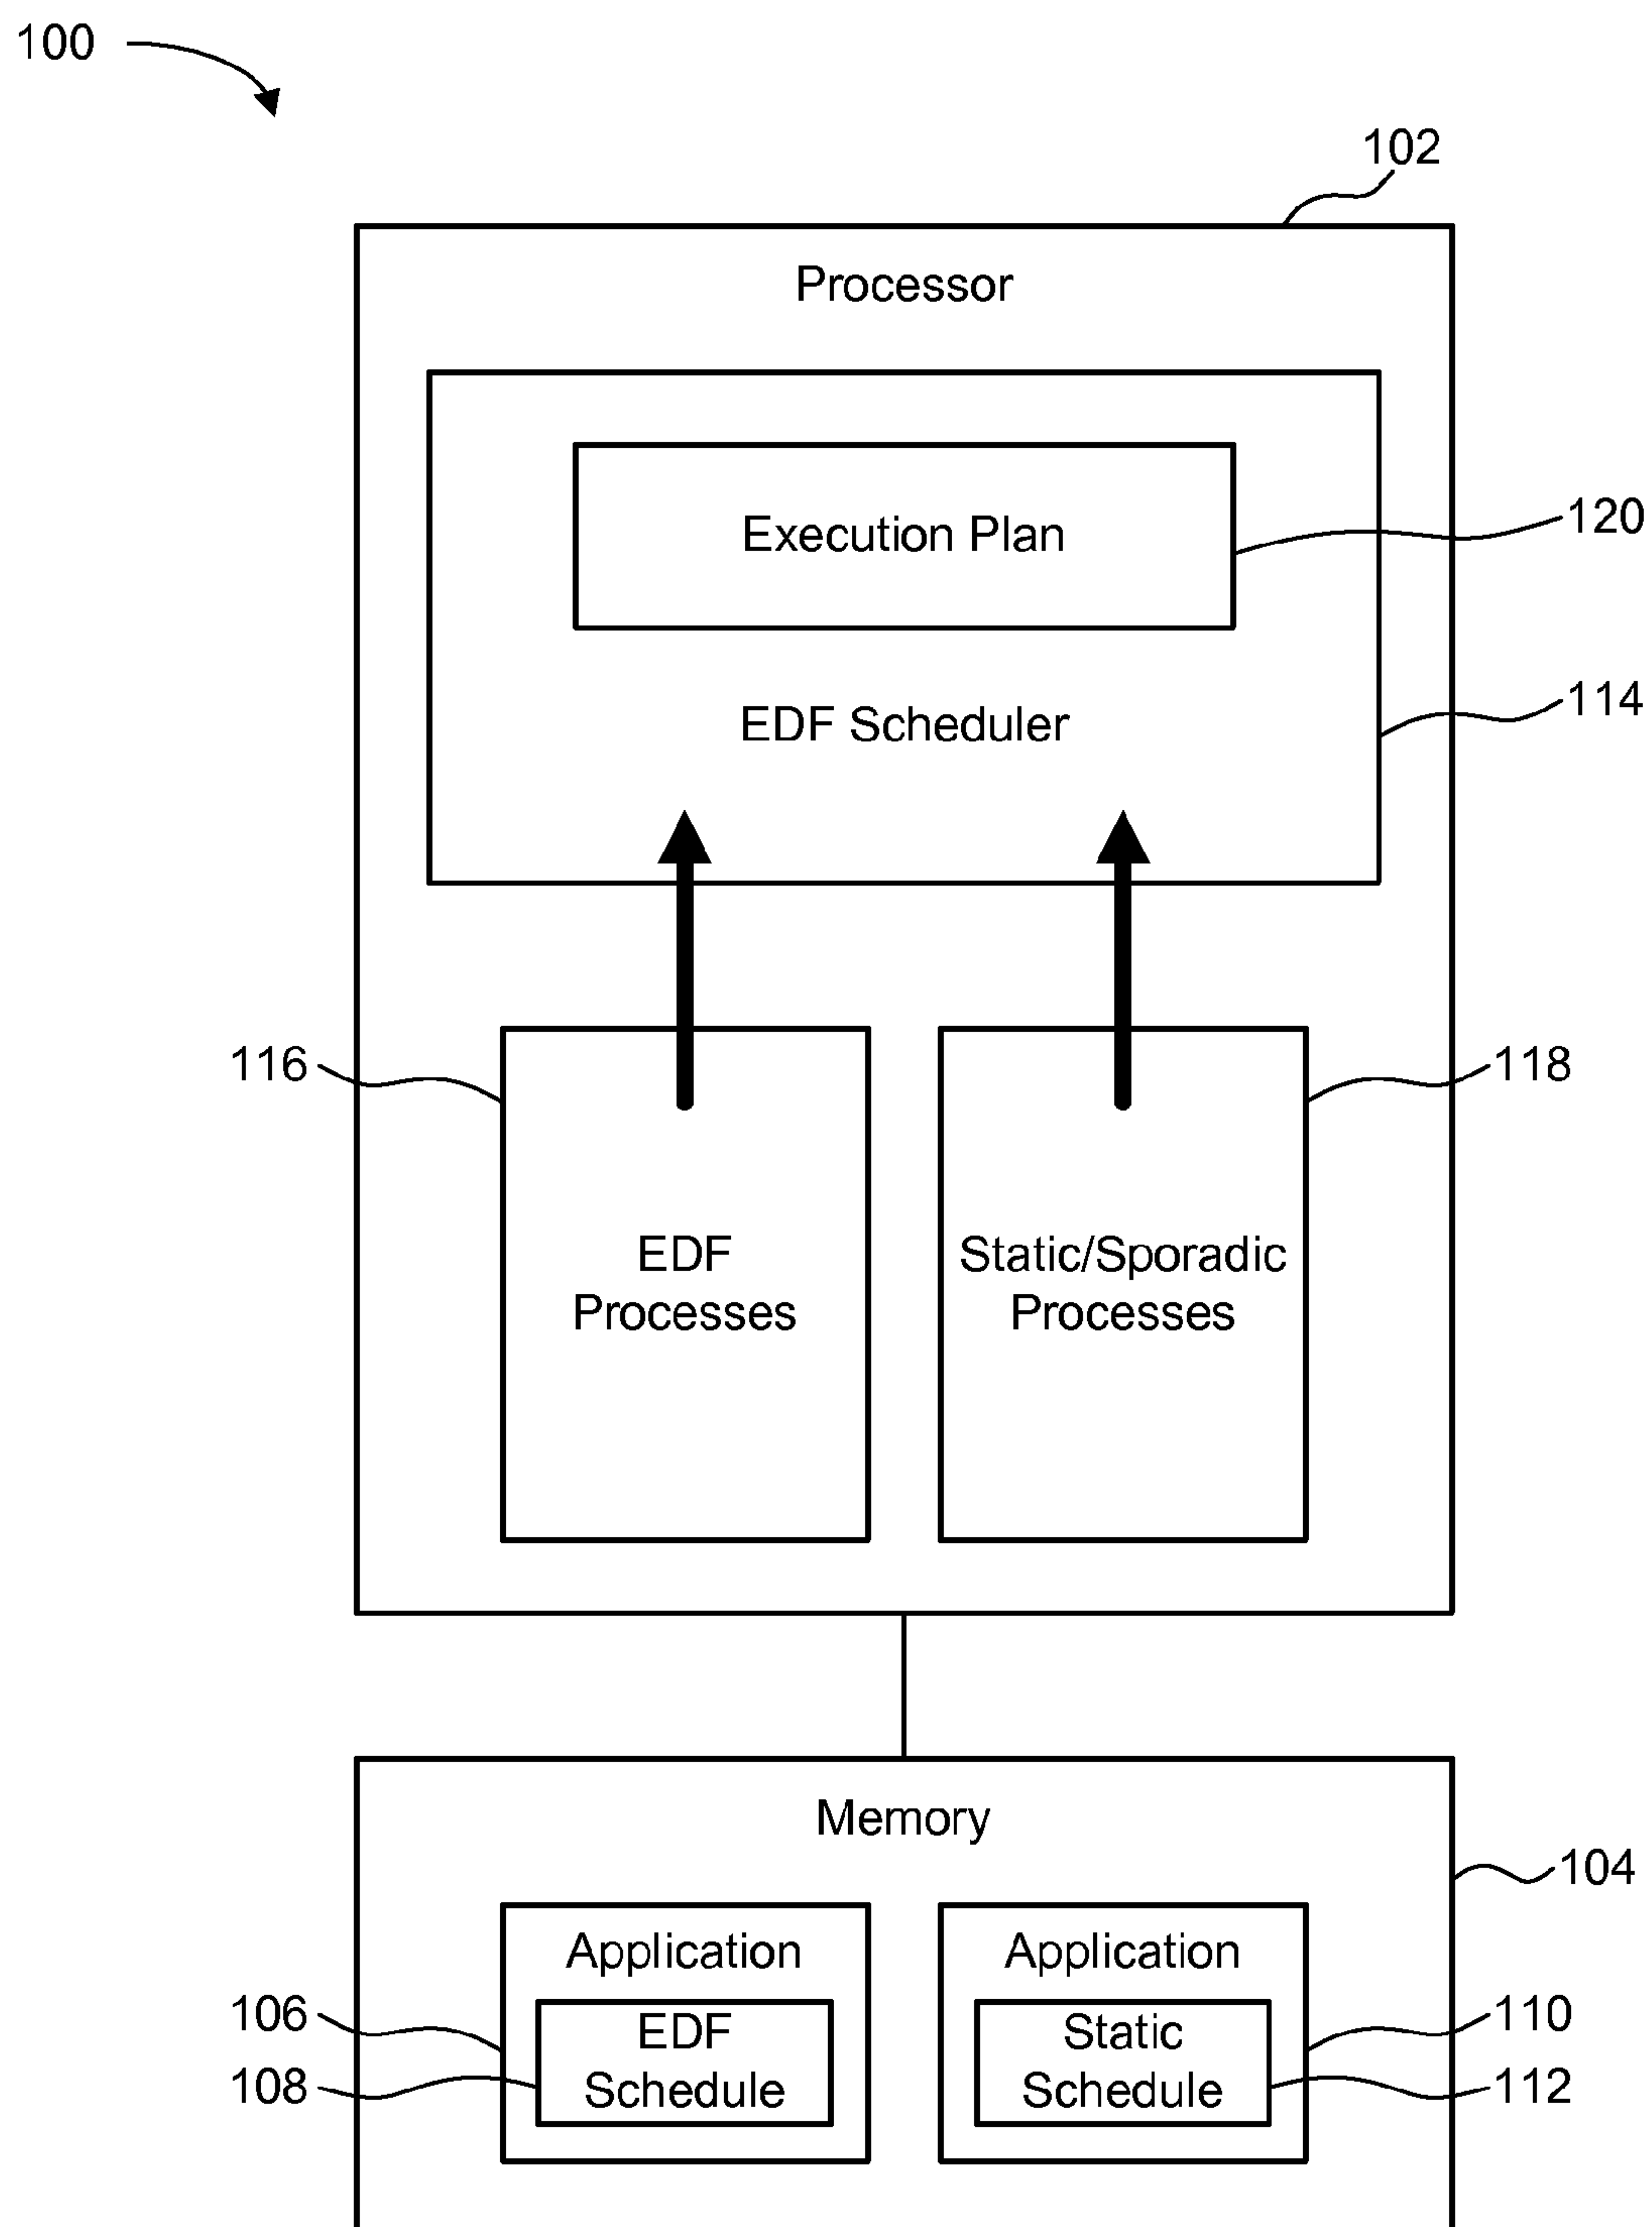 100
102
Processor
Execution Plan
120
EDF Scheduler
114
116
118
EDF
Processes
Static/Sporadic
Processes
Memory
104
Application
Application
106
EDF
Schedule
108
Static
Schedule
110
112